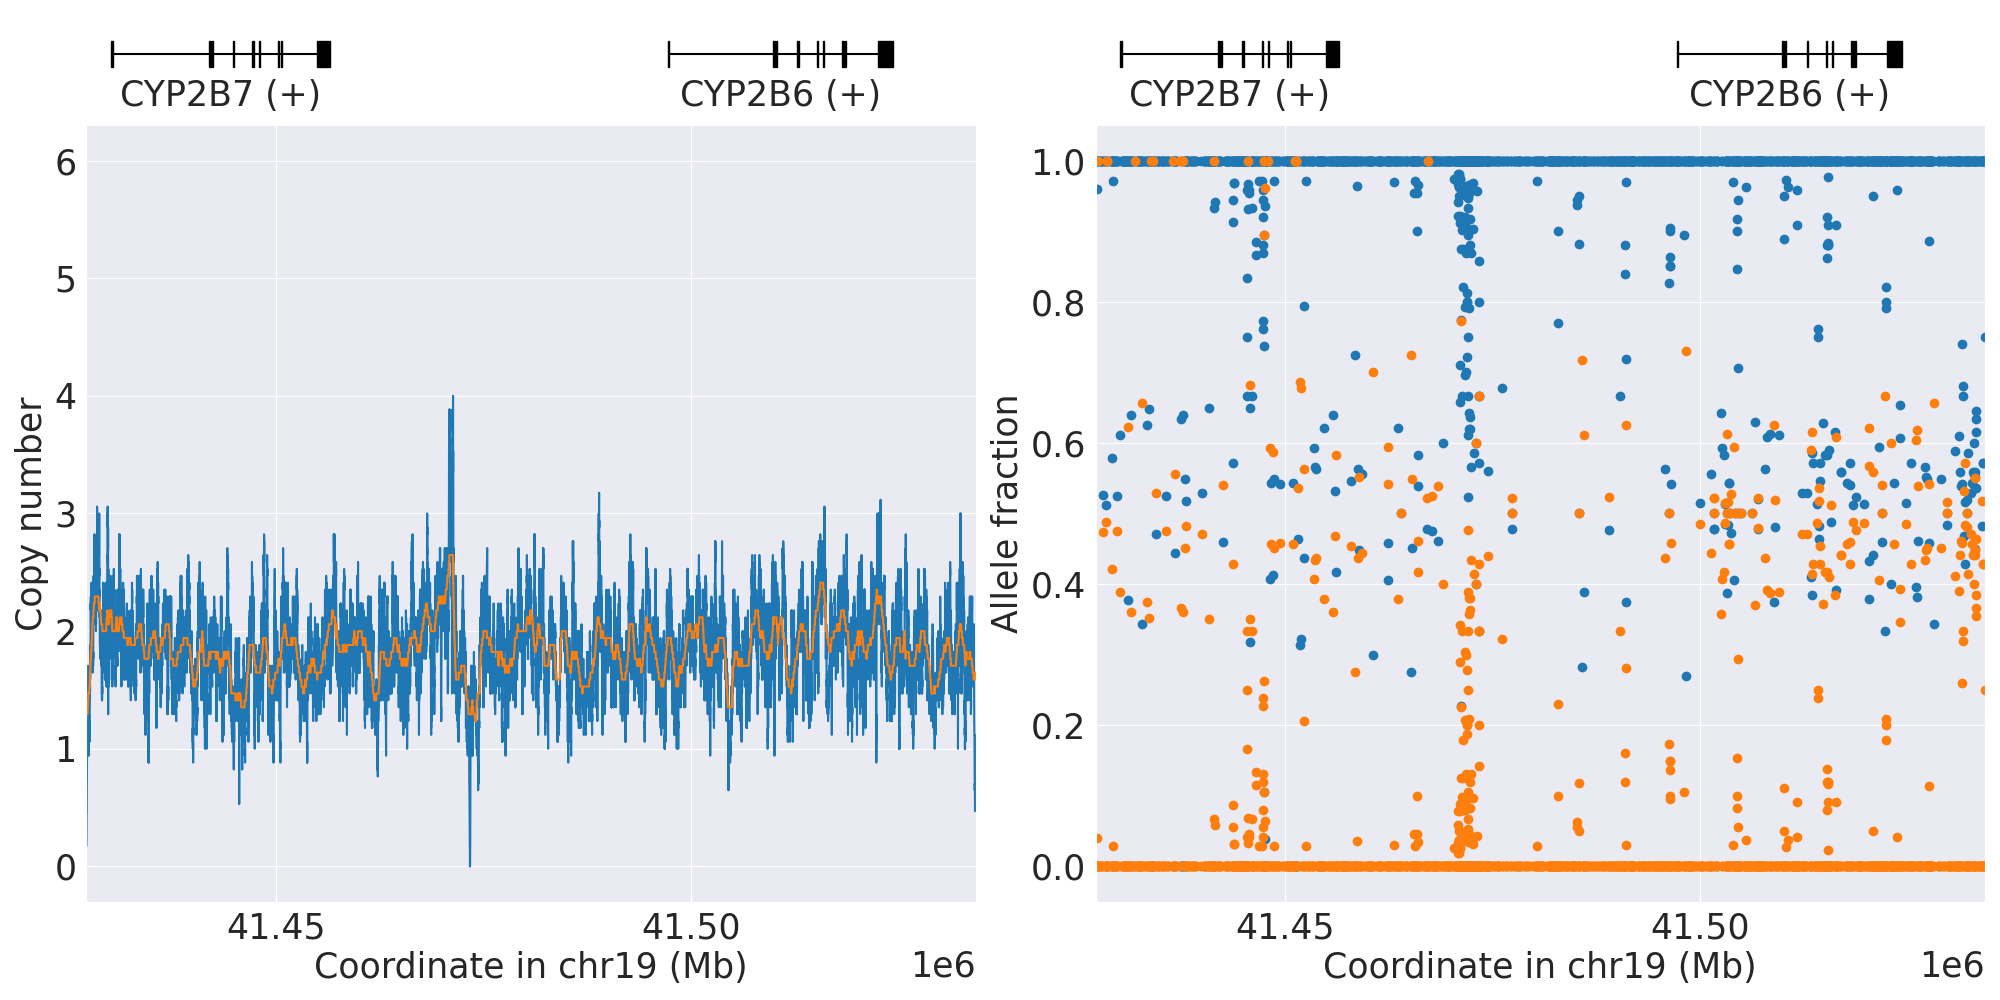 CYP2B7 (+)
CYP2B6 (+)
6
5
4
3
2
1
0
Copy number
41.45
41.50
Coordinate in chr19 (Mb)
1e6
CYP2B7 (+)
CYP2B6 (+)
1.0
0.8
0.6
0.4
0.2
0.0
Allele fraction
41.45
41.50
Coordinate in chr19 (Mb)
1e6